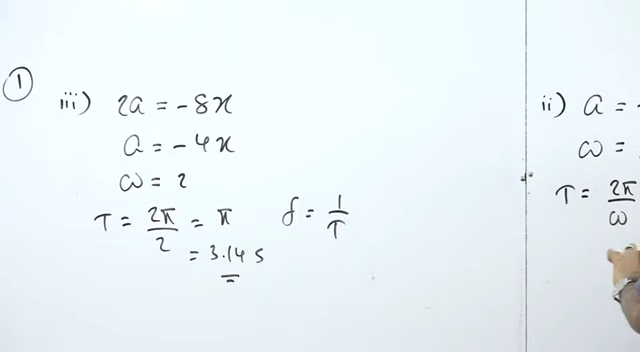 ①
iii) 2a = -8x
a = -4x
ω = 2
T = 2π/2 = π
= 3.14 s
f = 1/T
ii) a = -
ω =
T = 2π/ω